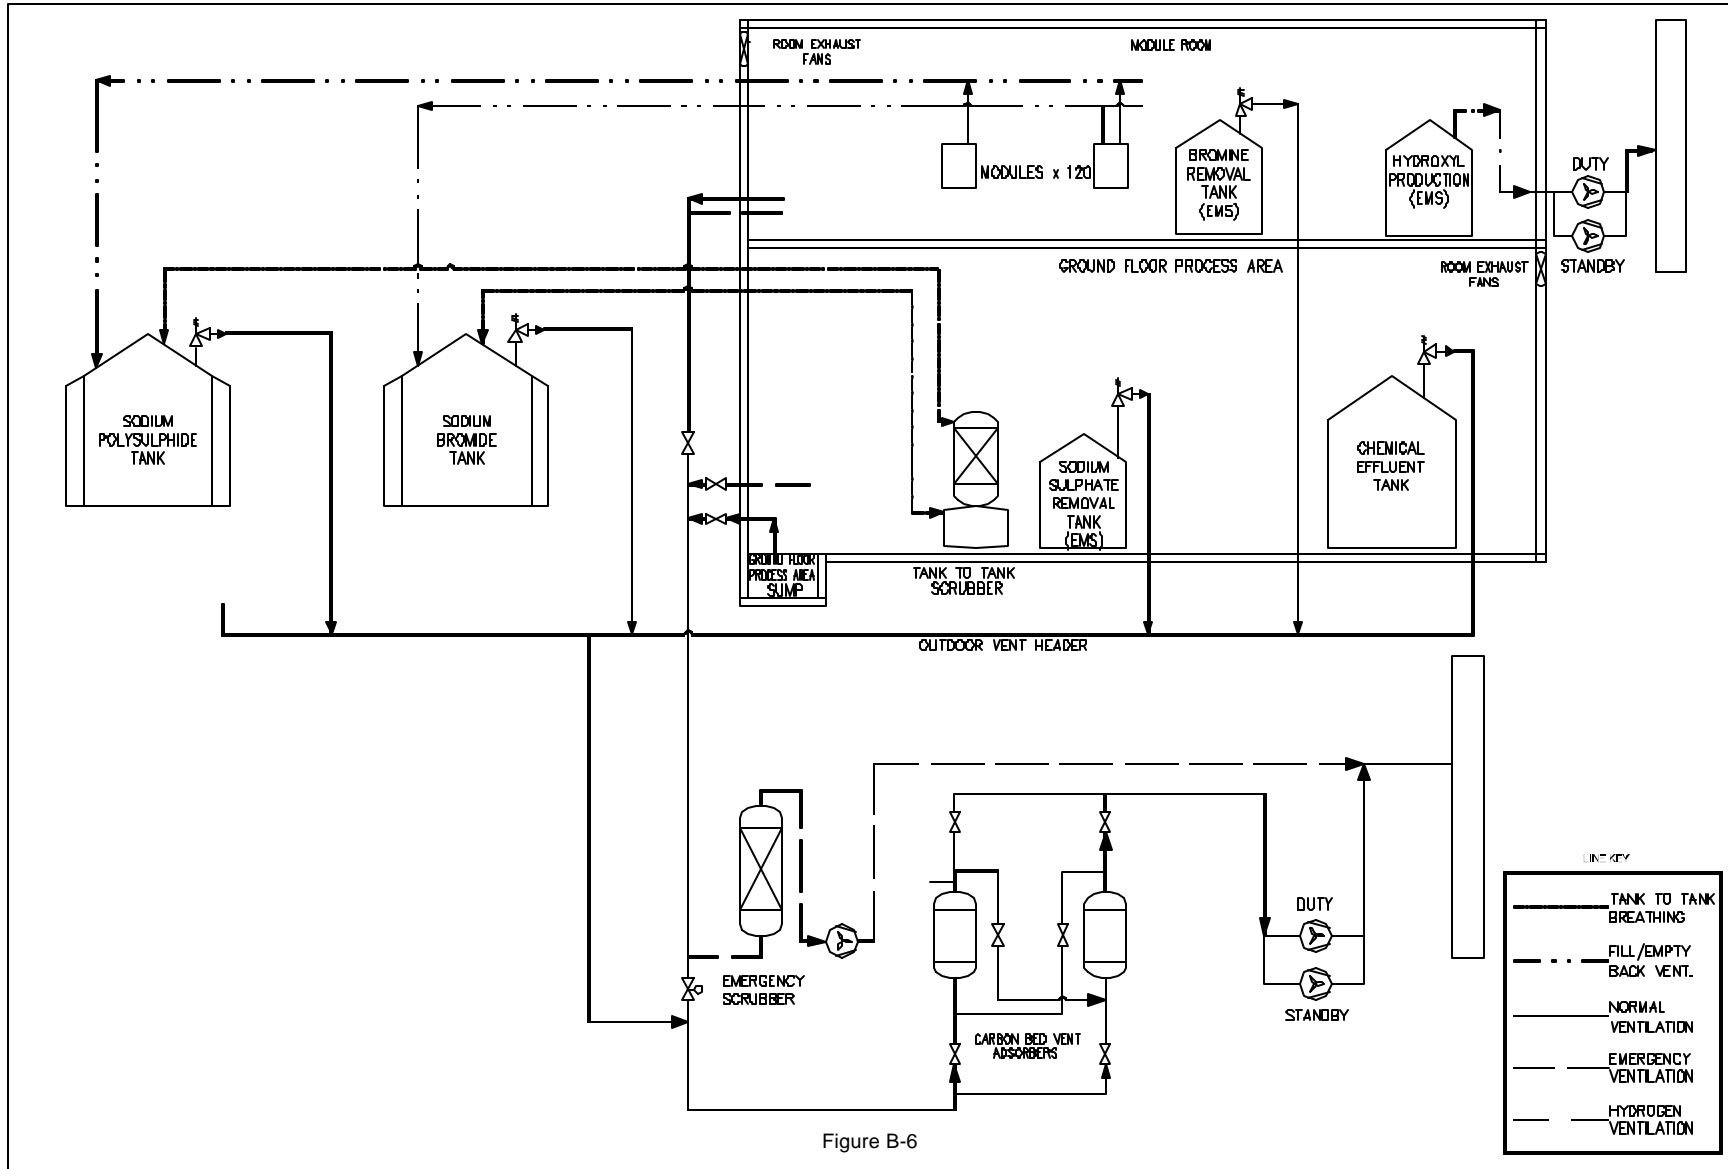 ROOM EXHAUST
FANS
MODULE ROOM
MODULES x 120
BROMINE
REMOVAL
TANK
(EMS)
HYDROXYL
PRODUCTION
(EMS)
DUTY
STANDBY
GROUND FLOOR PROCESS AREA
ROOM EXHAUST
FANS
SODIUM
POLYSULPHIDE
TANK
SODIUM
BROMIDE
TANK
SODIUM
SULPHATE
REMOVAL
TANK
(EMS)
CHEMICAL
EFFLUENT
TANK
GROUND FLOOR
PROCESS AREA
SUMP
TANK TO TANK
SCRUBBER
OUTDOOR VENT HEADER
EMERGENCY
SCRUBBER
CARBON BED VENT
ADSORBERS
DUTY
STANDBY
LINE KEY
TANK TO TANK
BREATHING
FILL/EMPTY
BACK VENT.
NORMAL
VENTILATION
EMERGENCY
VENTILATION
HYDROGEN
VENTILATION
Figure B-6